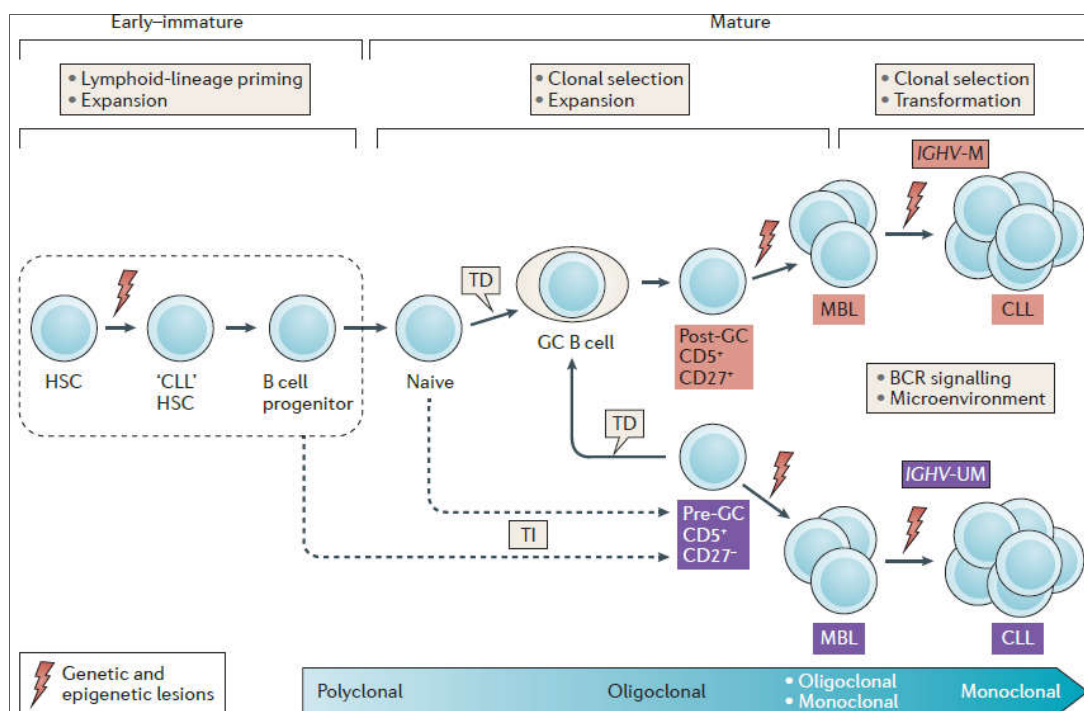 Early–immature
Mature
• Lymphoid-lineage priming
• Expansion
• Clonal selection
• Expansion
• Clonal selection
• Transformation
IGHV-M
TD
HSC
‘CLL’
HSC
B cell
progenitor
Naive
GC B cell
Post-GC
CD5⁺
CD27⁺
MBL
CLL
• BCR signalling
• Microenvironment
TD
IGHV-UM
TI
Pre-GC
CD5⁺
CD27⁻
MBL
CLL
Genetic and
epigenetic lesions
Polyclonal
Oligoclonal
• Oligoclonal
• Monoclonal
Monoclonal